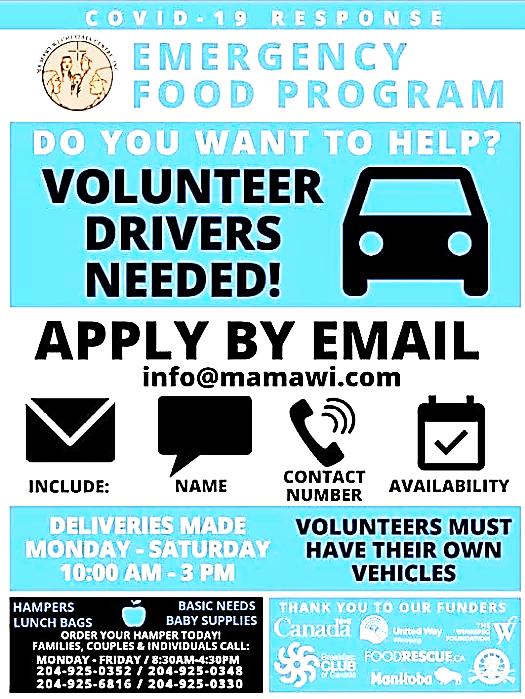 COVID-19 RESPONSE
EMERGENCY
FOOD PROGRAM
DO YOU WANT TO HELP?
VOLUNTEER
DRIVERS
NEEDED!
APPLY BY EMAIL
info@mamawi.com
INCLUDE:
NAME
CONTACT
NUMBER
AVAILABILITY
DELIVERIES MADE
MONDAY - SATURDAY
10:00 AM - 3 PM
VOLUNTEERS MUST
HAVE THEIR OWN
VEHICLES
HAMPERS
LUNCH BAGS
BASIC NEEDS
BABY SUPPLIES
ORDER YOUR HAMPER TODAY!
FAMILIES, COUPLES & INDIVIDUALS CALL:
MONDAY - FRIDAY / 8:30AM-4:30PM
204-925-0352 / 204-925-0348
204-925-6816 / 204-925-0330
THANK YOU TO OUR FUNDERS
Canada
United Way
Winnipeg
THE
WINNIPEG
FOUNDATION
Breakfast
CLUB
of Canada
FOODRESCUE.CA
Manitoba